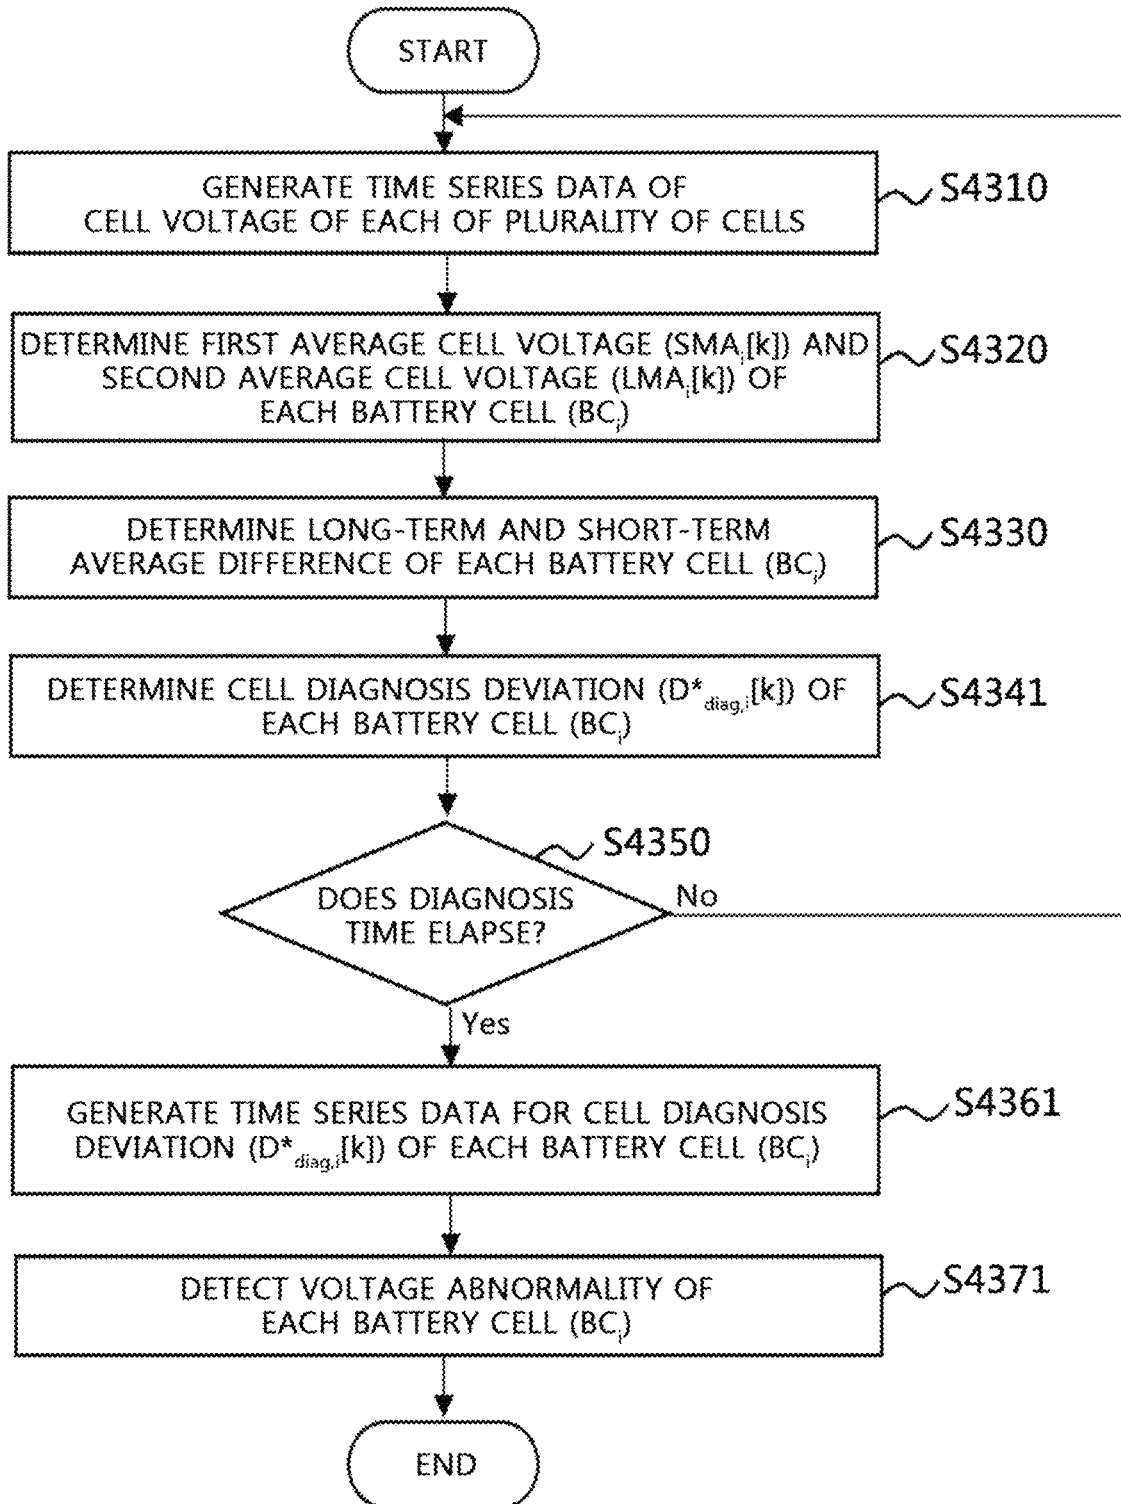 START
GENERATE TIME SERIES DATA OF
CELL VOLTAGE OF EACH OF PLURALITY OF CELLS
S4310
DETERMINE FIRST AVERAGE CELL VOLTAGE (SMAi[k]) AND
SECOND AVERAGE CELL VOLTAGE (LMAi[k]) OF
EACH BATTERY CELL (BCi)
S4320
DETERMINE LONG-TERM AND SHORT-TERM
AVERAGE DIFFERENCE OF EACH BATTERY CELL (BCi)
S4330
DETERMINE CELL DIAGNOSIS DEVIATION (D*diag,i[k]) OF
EACH BATTERY CELL (BCi)
S4341
S4350
DOES DIAGNOSIS
TIME ELAPSE?
No
Yes
GENERATE TIME SERIES DATA FOR CELL DIAGNOSIS
DEVIATION (D*diag,i[k]) OF EACH BATTERY CELL (BCi)
S4361
DETECT VOLTAGE ABNORMALITY OF
EACH BATTERY CELL (BCi)
S4371
END